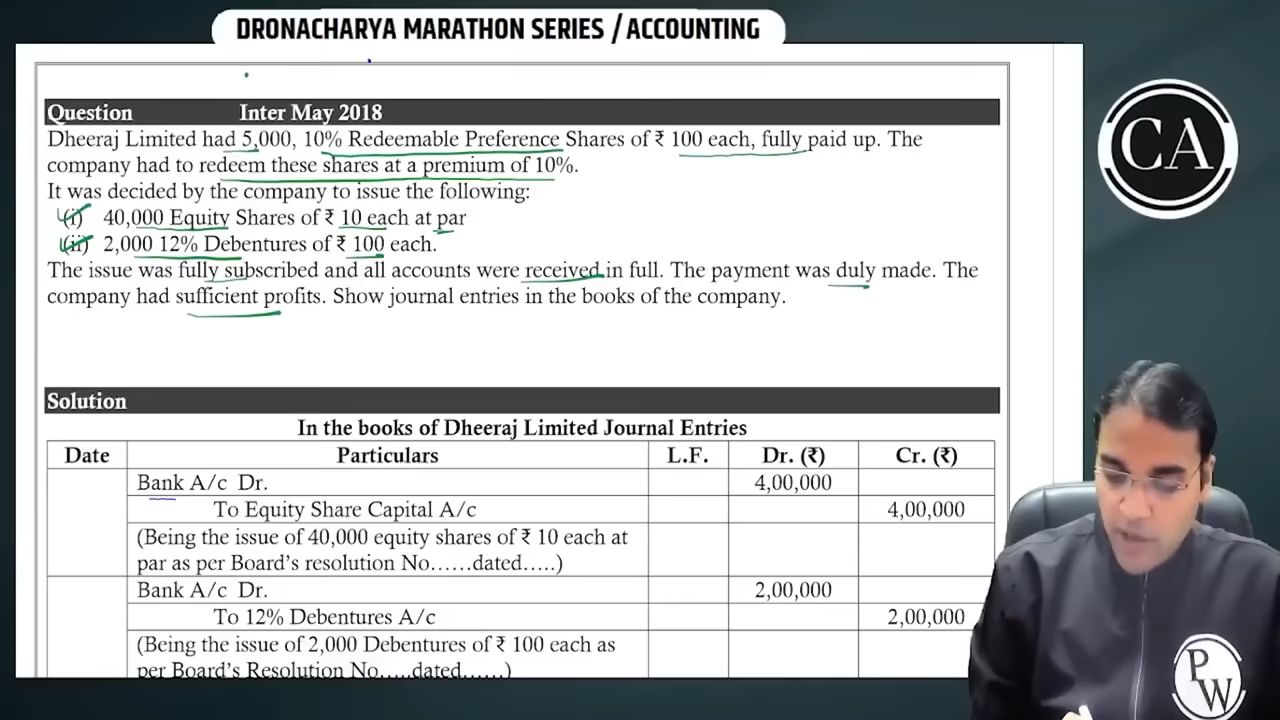 DRONACHARYA MARATHON SERIES / ACCOUNTING
CA
Question Inter May 2018
Dheeraj Limited had 5,000, 10% Redeemable Preference Shares of ₹ 100 each, fully paid up. The
company had to redeem these shares at a premium of 10%.
It was decided by the company to issue the following:
(i) 40,000 Equity Shares of ₹ 10 each at par
(ii) 2,000 12% Debentures of ₹ 100 each.
The issue was fully subscribed and all accounts were received in full. The payment was duly made. The
company had sufficient profits. Show journal entries in the books of the company.
Solution
In the books of Dheeraj Limited Journal Entries
Date Particulars L.F. Dr. (₹) Cr. (₹)
Bank A/c Dr. 4,00,000
To Equity Share Capital A/c 4,00,000
(Being the issue of 40,000 equity shares of ₹ 10 each at
par as per Board's resolution No......dated.....)
Bank A/c Dr. 2,00,000
To 12% Debentures A/c 2,00,000
(Being the issue of 2,000 Debentures of ₹ 100 each as
per Board's Resolution No.....dated......)
PW